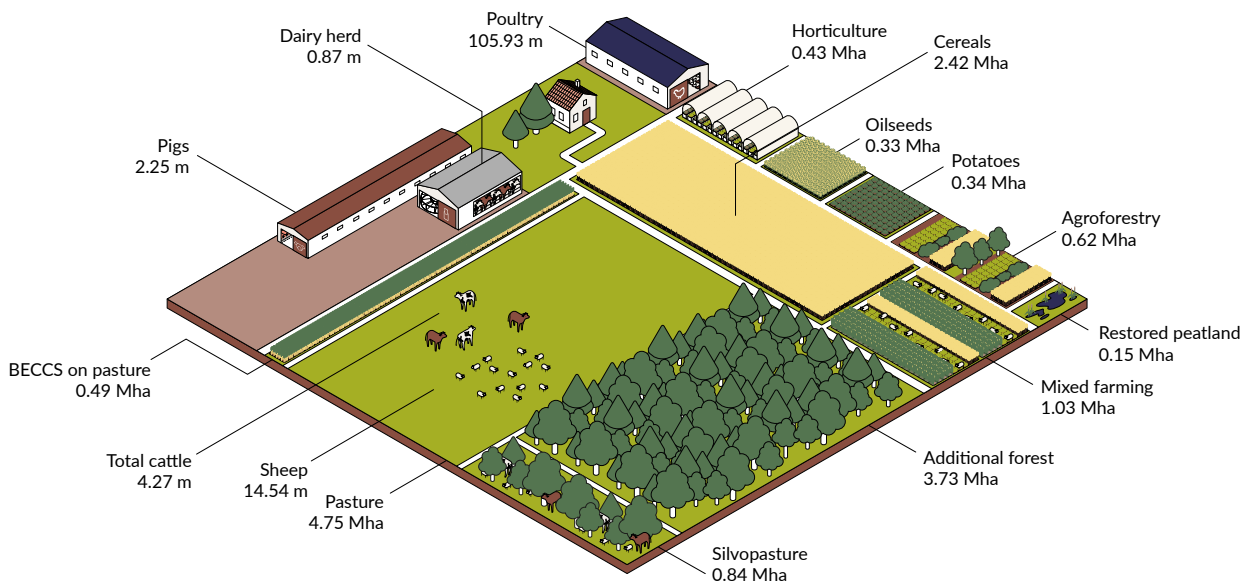 Poultry
105.93 m
Dairy herd
0.87 m
Horticulture
0.43 Mha
Cereals
2.42 Mha
Oilseeds
0.33 Mha
Pigs
2.25 m
Potatoes
0.34 Mha
Agroforestry
0.62 Mha
Restored peatland
0.15 Mha
BECCS on pasture
0.49 Mha
Mixed farming
1.03 Mha
Total cattle
4.27 m
Sheep
14.54 m
Pasture
4.75 Mha
Additional forest
3.73 Mha
Silvopasture
0.84 Mha